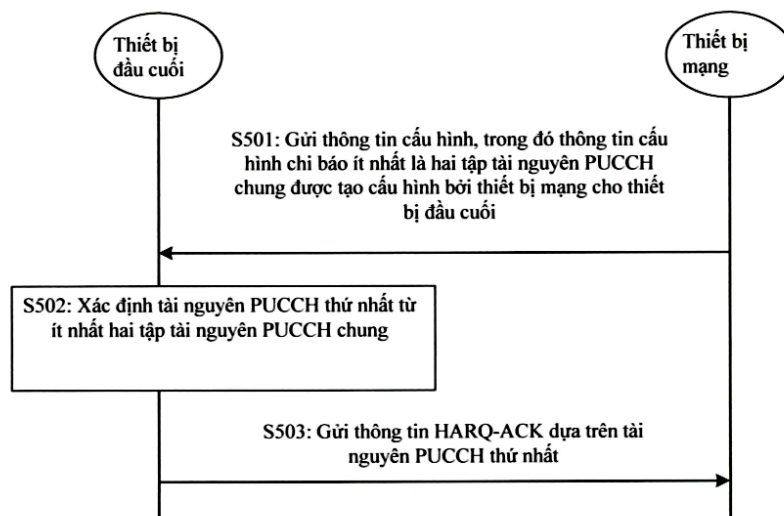 Thiết bị
đầu cuối
Thiết bị
mạng
S501: Gửi thông tin cấu hình, trong đó thông tin cấu
hình chỉ báo ít nhất là hai tập tài nguyên PUCCH
chung được tạo cấu hình bởi thiết bị mạng cho thiết
bị đầu cuối
S502: Xác định tài nguyên PUCCH thứ nhất từ
ít nhất hai tập tài nguyên PUCCH chung
S503: Gửi thông tin HARQ-ACK dựa trên tài
nguyên PUCCH thứ nhất